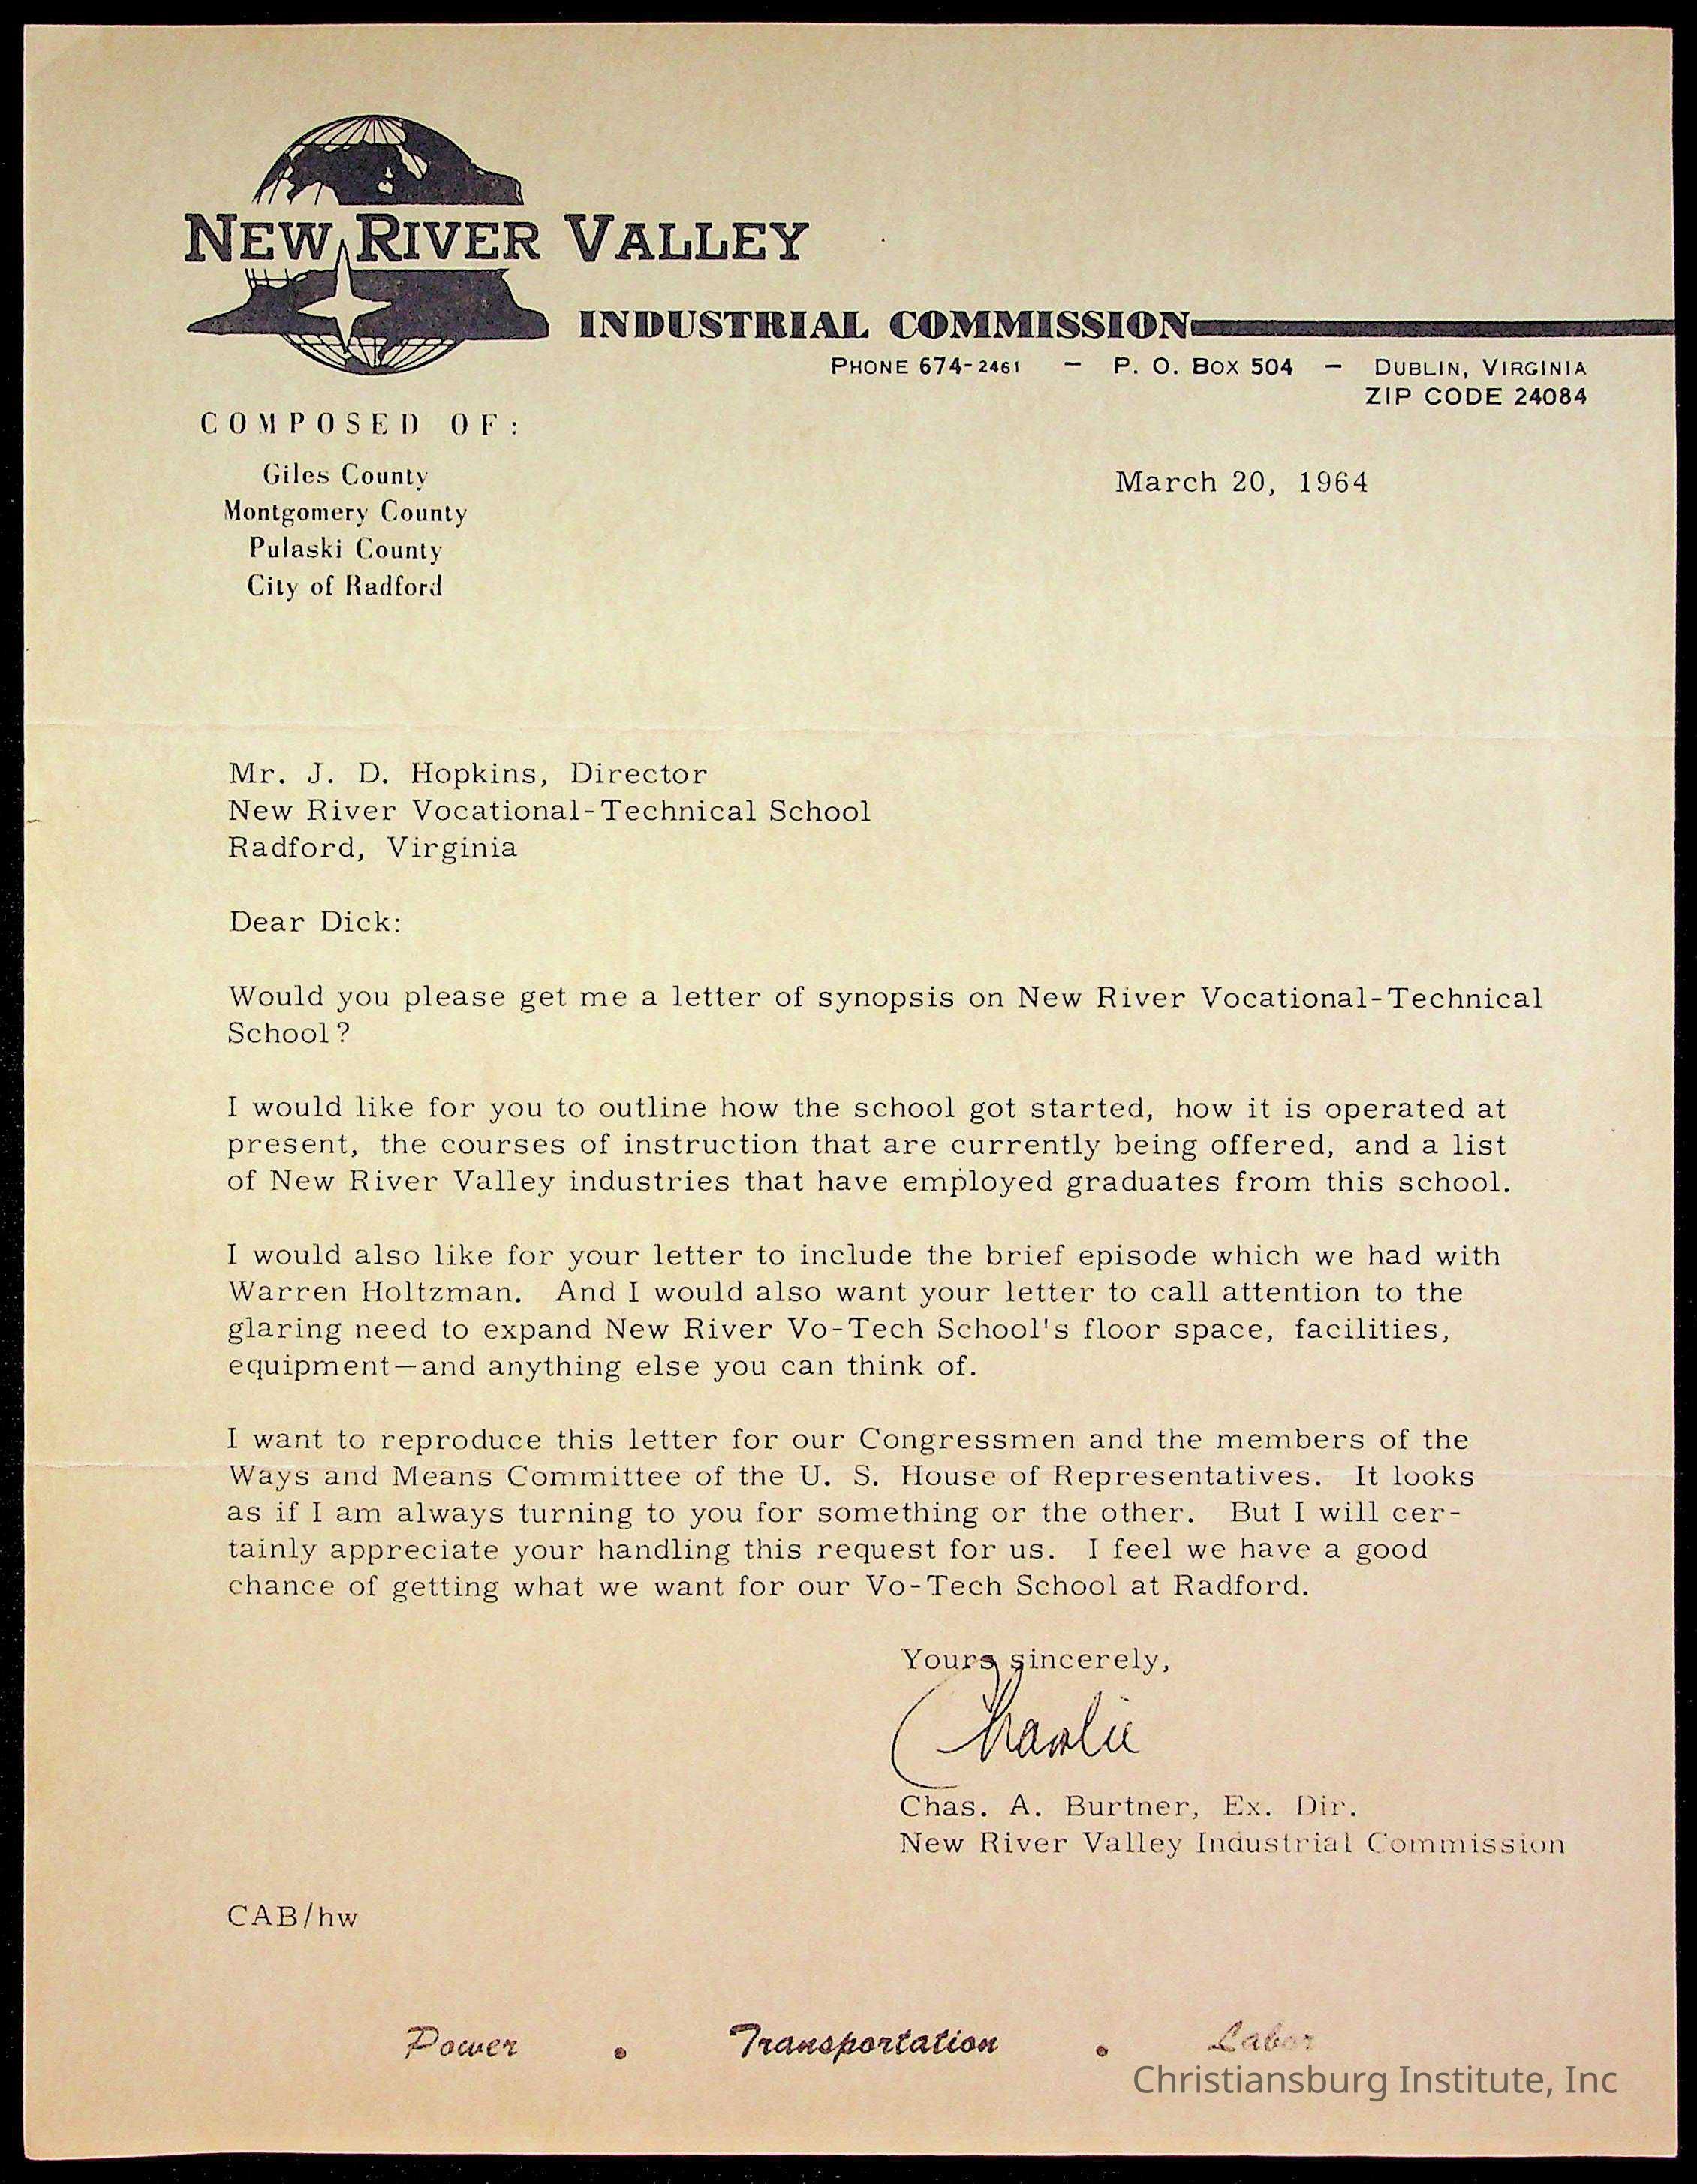 NEW RIVER VALLEY
INDUSTRIAL COMMISSION
PHONE 674-2461 — P. O. BOX 504 — DUBLIN, VIRGINIA
ZIP CODE 24084
COMPOSED OF:
Giles County
Montgomery County
Pulaski County
City of Radford
March 20, 1964
Mr. J. D. Hopkins, Director
New River Vocational-Technical School
Radford, Virginia
Dear Dick:
Would you please get me a letter of synopsis on New River Vocational-Technical
School?
I would like for you to outline how the school got started, how it is operated at
present, the courses of instruction that are currently being offered, and a list
of New River Valley industries that have employed graduates from this school.
I would also like for your letter to include the brief episode which we had with
Warren Holtzman. And I would also want your letter to call attention to the
glaring need to expand New River Vo-Tech School's floor space, facilities,
equipment—and anything else you can think of.
I want to reproduce this letter for our Congressmen and the members of the
Ways and Means Committee of the U. S. House of Representatives. It looks
as if I am always turning to you for something or the other. But I will cer-
tainly appreciate your handling this request for us. I feel we have a good
chance of getting what we want for our Vo-Tech School at Radford.
Yours sincerely,
Charlie
Chas. A. Burtner, Ex. Dir.
New River Valley Industrial Commission
CAB/hw
Power • Transportation • Labor
Christiansburg Institute, Inc